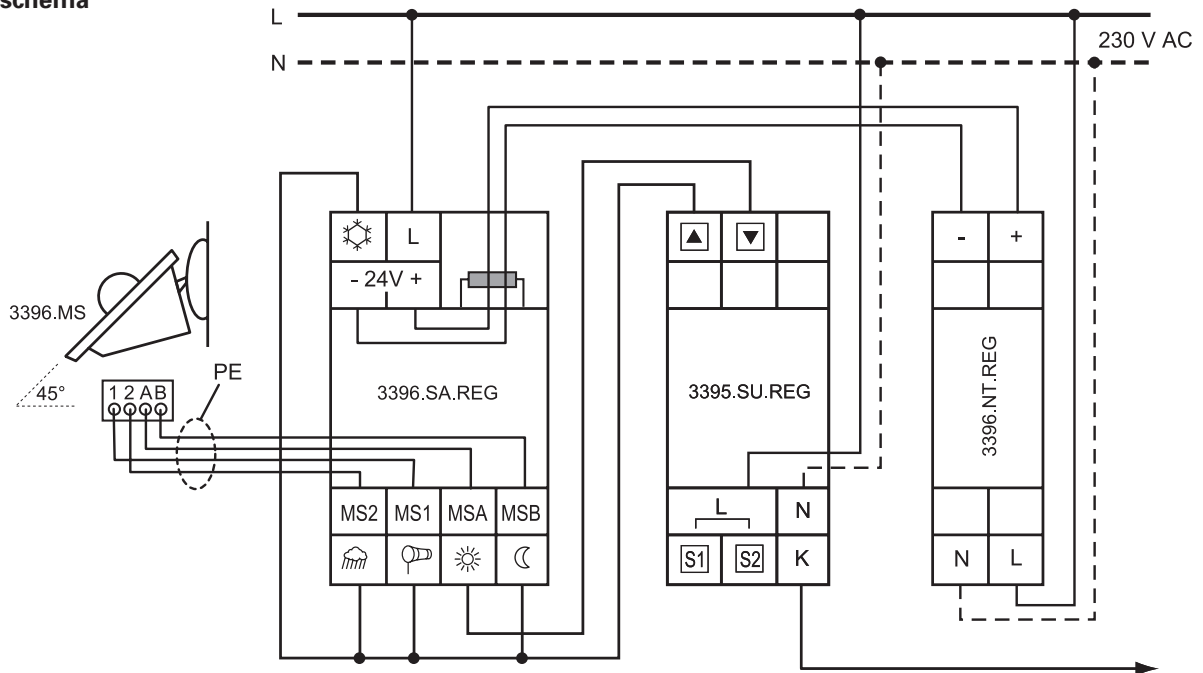 schema
L
N
230 V AC
L
- 24V +
- +
3396.MS
45°
PE
1 2 A B
3396.SA.REG
3395.SU.REG
3396.NT.REG
MS2 MS1 MSA MSB
L N
S1 S2 K
N L